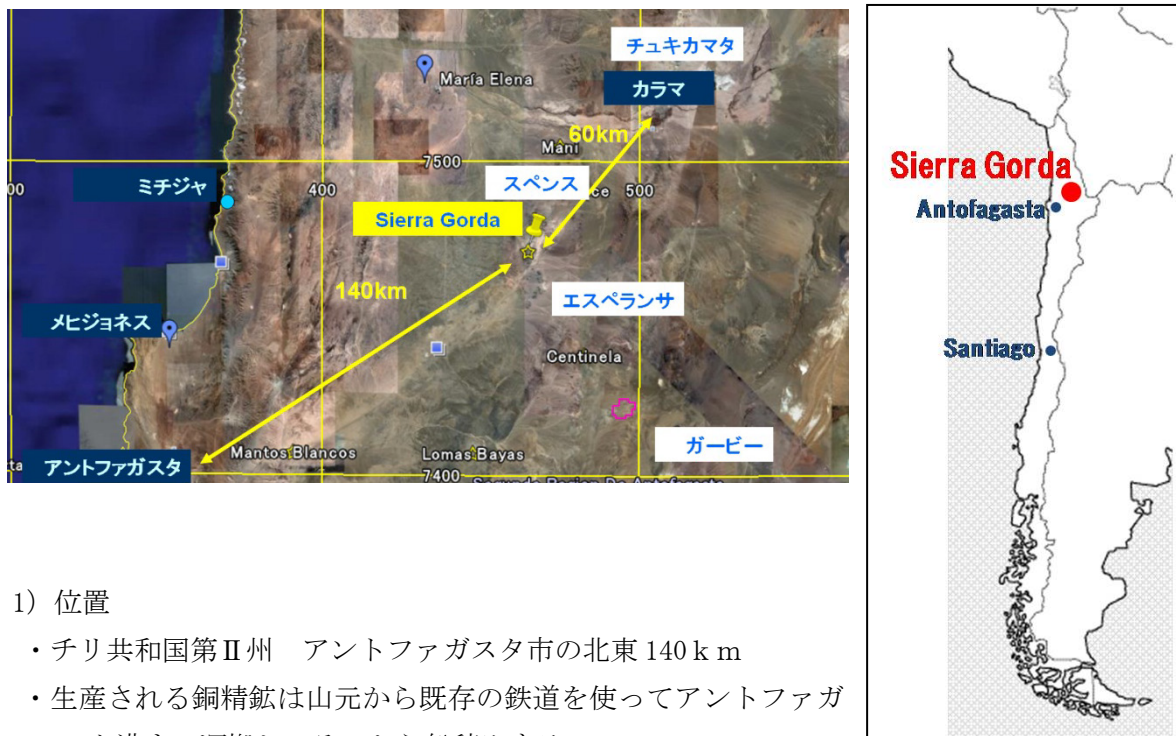 チュキカマタ
María Elena
カラマ
60km
Mani
7500
00
ミチジャ
400
スペンス
ce 500
Sierra Gorda
140km
エスペランサ
メヒジョネス
Centinela
ガービー
Mantos Blancos
Lomas Bayas
ta
アントファガスタ
7400
Sierra Gorda
Antofagasta
Santiago
1）位置
・チリ共和国第Ⅱ州　アントファガスタ市の北東 140ｋｍ
・生産される銅精鉱は山元から既存の鉄道を使ってアントファガ